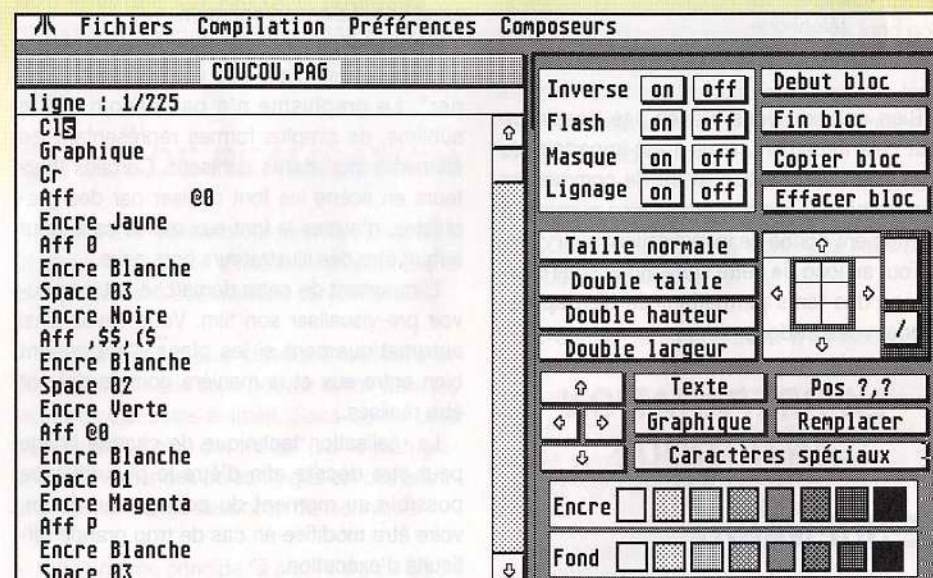 Fichiers Compilation Préférences Composeurs
COUCOU.PAG
ligne : 1/225
Cls
Graphique
Cr
Aff @0
Encre Jaune
Aff 0
Encre Blanche
Space 03
Encre Noire
Aff ,$$,($
Encre Blanche
Space 02
Encre Verte
Aff @0
Encre Blanche
Space 01
Encre Magenta
Aff P
Encre Blanche
Space 03
Inverse on off
Flash on off
Masque on off
Lignage on off
Debut bloc
Fin bloc
Copier bloc
Effacer bloc
Taille normale
Double taille
Double hauteur
Double largeur
Texte Pos ?,?
Graphique Remplacer
Caractères spéciaux
Encre
Fond